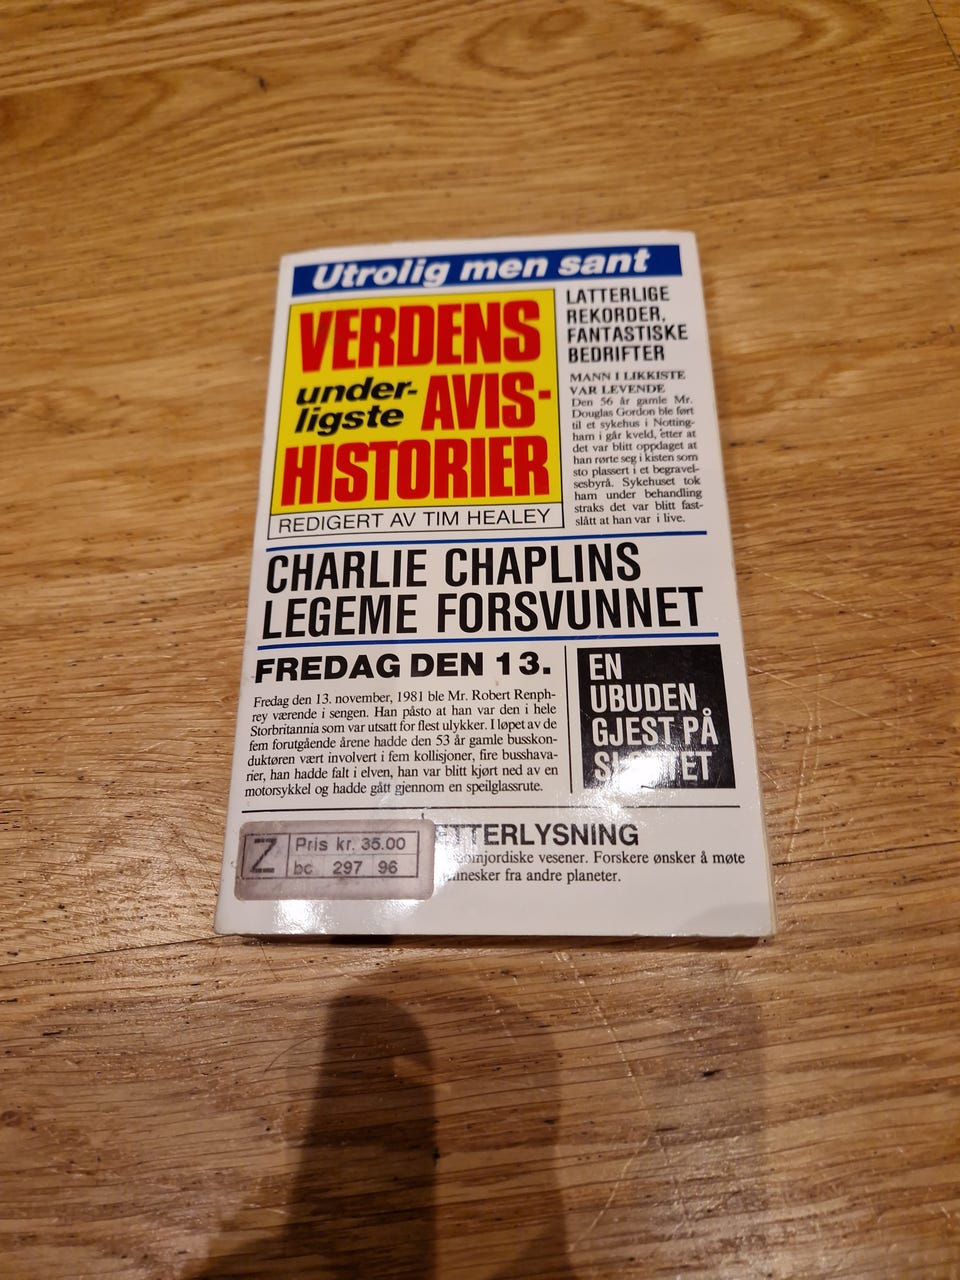 Utrolig men sant
VERDENS
under-
ligste AVIS-
HISTORIER
REDIGERT AV TIM HEALEY
LATTERLIGE
REKORDER,
FANTASTISKE
BEDRIFTER
MANN I LIKKISTE
VAR LEVENDE
Den 56 år gamle Mr.
Douglas Gordon ble ført
til et sykehus i Notting-
ham i går kveld, etter at
det var blitt oppdaget at
han rørte seg i kisten som
sto plassert i et begravel-
sesbyrå. Sykehuset tok
ham under behandling
straks det var blitt fast-
slått at han var i live.
CHARLIE CHAPLINS
LEGEME FORSVUNNET
FREDAG DEN 13.
Fredag den 13. november, 1981 ble Mr. Robert Renph-
rey værende i sengen. Han påsto at han var den i hele
Storbritannia som var utsatt for flest ulykker. I løpet av de
fem forutgående årene hadde den 53 år gamle busskon-
duktøren vært involvert i fem kollisjoner, fire busshava-
rier, han hadde falt i elven, han var blitt kjørt ned av en
motorsykkel og hadde gått gjennom en speilglassrute.
EN
UBUDEN
GJEST PÅ
SLOTTET
ETTERLYSNING
omjordiske vesener. Forskere ønsker å møte
nnesker fra andre planeter.
Z Pris kr. 35.00
bc 297 96